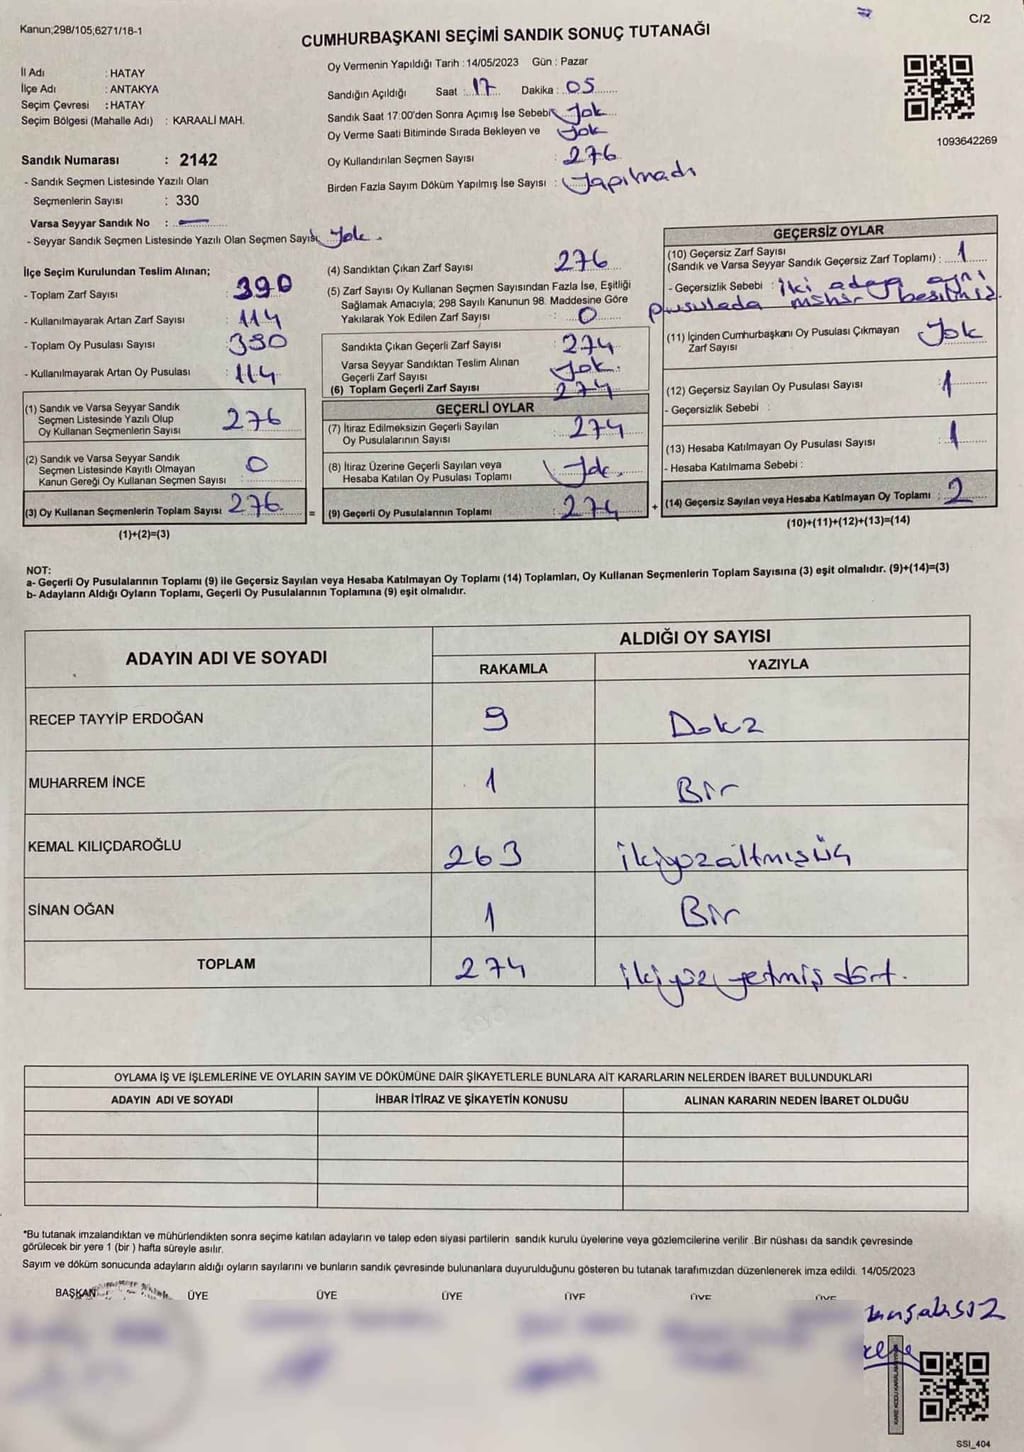 Kanun;298/105,6271/18-1
C/2
CUMHURBAŞKANI SEÇİMİ SANDIK SONUÇ TUTANAĞI
İl Adı : HATAY
İlçe Adı : ANTAKYA
Seçim Çevresi : HATAY
Seçim Bölgesi (Mahalle Adı) : KARAALİ MAH.
Sandık Numarası : 2142
- Sandık Seçmen Listesinde Yazılı Olan
Seçmenlerin Sayısı : 330
Varsa Seyyar Sandık No : —
- Seyyar Sandık Seçmen Listesinde Yazılı Olan Seçmen Sayısı Yok.
Oy Vermenin Yapıldığı Tarih : 14/05/2023 Gün : Pazar
Sandığın Açıldığı Saat : 17 Dakika : 05
Sandık Saat 17:00'den Sonra Açımış İse Sebebi Yok
Oy Verme Saati Bitiminde Sırada Bekleyen ve Yok
Oy Kullandırılan Seçmen Sayısı : 276
Birden Fazla Sayım Döküm Yapılmış İse Sayısı : Yapılmadı
1093642269
İlçe Seçim Kurulundan Teslim Alınan;
- Toplam Zarf Sayısı : 390
- Kullanılmayarak Artan Zarf Sayısı : 114
- Toplam Oy Pusulası Sayısı : 390
- Kullanılmayarak Artan Oy Pusulası : 114
(1) Sandık ve Varsa Seyyar Sandık
Seçmen Listesinde Yazılı Olup
Oy Kullanan Seçmenlerin Sayısı 276
(2) Sandık ve Varsa Seyyar Sandık
Seçmen Listesinde Kayıtlı Olmayan
Kanun Gereği Oy Kullanan Seçmen Sayısı : 0
(3) Oy Kullanan Seçmenlerin Toplam Sayısı 276
(1)+(2)=(3)
(4) Sandıktan Çıkan Zarf Sayısı 276
(5) Zarf Sayısı Oy Kullanan Seçmen Sayısından Fazla İse, Eşitliği
Sağlamak Amacıyla; 298 Sayılı Kanunun 98. Maddesine Göre
Yakılarak Yok Edilen Zarf Sayısı : 0
Sandıkta Çıkan Geçerli Zarf Sayısı : 274
Varsa Seyyar Sandıktan Teslim Alınan
Geçerli Zarf Sayısı Yok.
(6) Toplam Geçerli Zarf Sayısı 274
GEÇERLİ OYLAR
(7) İtiraz Edilmeksizin Geçerli Sayılan
Oy Pusulalarının Sayısı : 274
(8) İtiraz Üzerine Geçerli Sayılan veya
Hesaba Katılan Oy Pusulası Toplamı Yok.
= (9) Geçerli Oy Pusulalarının Toplamı : 274
GEÇERSİZ OYLAR
(10) Geçersiz Zarf Sayısı
(Sandık ve Varsa Seyyar Sandık Geçersiz Zarf Toplamı) : 1
- Geçersizlik Sebebi : iki adaya aynı
pusulada mühür
(11) İçinden Cumhurbaşkanı Oy Pusulası Çıkmayan
Zarf Sayısı Yok
(12) Geçersiz Sayılan Oy Pusulası Sayısı : 1
- Geçersizlik Sebebi :
(13) Hesaba Katılmayan Oy Pusulası Sayısı : 1
- Hesaba Katılmama Sebebi :
+ (14) Geçersiz Sayılan veya Hesaba Katılmayan Oy Toplamı : 2
(10)+(11)+(12)+(13)=(14)
NOT:
a- Geçerli Oy Pusulalarının Toplamı (9) ile Geçersiz Sayılan veya Hesaba Katılmayan Oy Toplamı (14) Toplamları, Oy Kullanan Seçmenlerin Toplam Sayısına (3) eşit olmalıdır. (9)+(14)=(3)
b- Adayların Aldığı Oyların Toplamı, Geçerli Oy Pusulalarının Toplamına (9) eşit olmalıdır.
ADAYIN ADI VE SOYADI
ALDIĞI OY SAYISI
RAKAMLA YAZIYLA
RECEP TAYYİP ERDOĞAN 9 Dokz
MUHARREM İNCE 1 Bir
KEMAL KILIÇDAROĞLU 263 ikiyüzaltmışüç
SİNAN OĞAN 1 Bir
TOPLAM 274 ikiyüz yetmiş dört.
OYLAMA İŞ VE İŞLEMLERİNE VE OYLARIN SAYIM VE DÖKÜMÜNE DAİR ŞİKAYETLERLE BUNLARA AİT KARARLARIN NELERDEN İBARET BULUNDUKLARI
ADAYIN ADI VE SOYADI İHBAR İTİRAZ VE ŞİKAYETİN KONUSU ALINAN KARARIN NEDEN İBARET OLDUĞU
*Bu tutanak imzalandıktan ve mühürlendikten sonra seçime katılan adayların ve talep eden siyasi partilerin sandık kurulu üyelerine veya gözlemcilerine verilir .Bir nüshası da sandık çevresinde
görülecek bir yere 1 (bir ) hafta süreyle asılır.
Sayım ve döküm sonucunda adayların aldığı oyların sayılarını ve bunların sandık çevresinde bulunanlara duyurulduğunu gösteren bu tutanak tarafımızdan düzenlenerek imza edildi. 14/05/2023
BAŞKAN ÜYE ÜYE ÜYE ÜYE ÜYE ÜYE
SSI_404